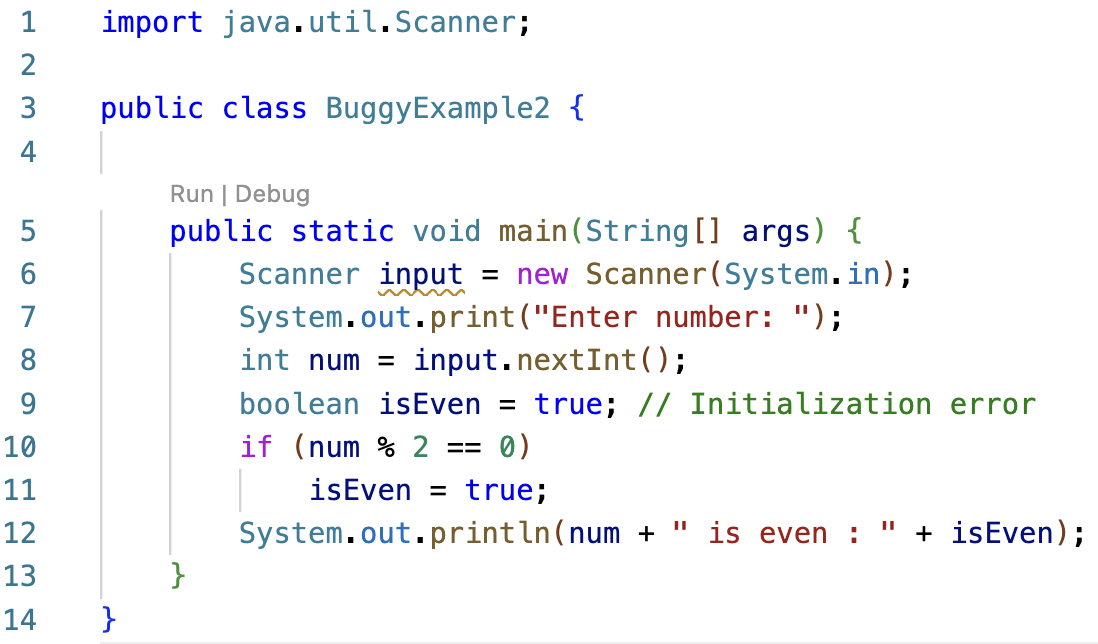 1 import java.util.Scanner;
2
3 public class BuggyExample2 {
4
Run | Debug
5 public static void main(String[] args) {
6 Scanner input = new Scanner(System.in);
7 System.out.print("Enter number: ");
8 int num = input.nextInt();
9 boolean isEven = true; // Initialization error
10 if (num % 2 == 0)
11 isEven = true;
12 System.out.println(num + " is even : " + isEven);
13 }
14 }